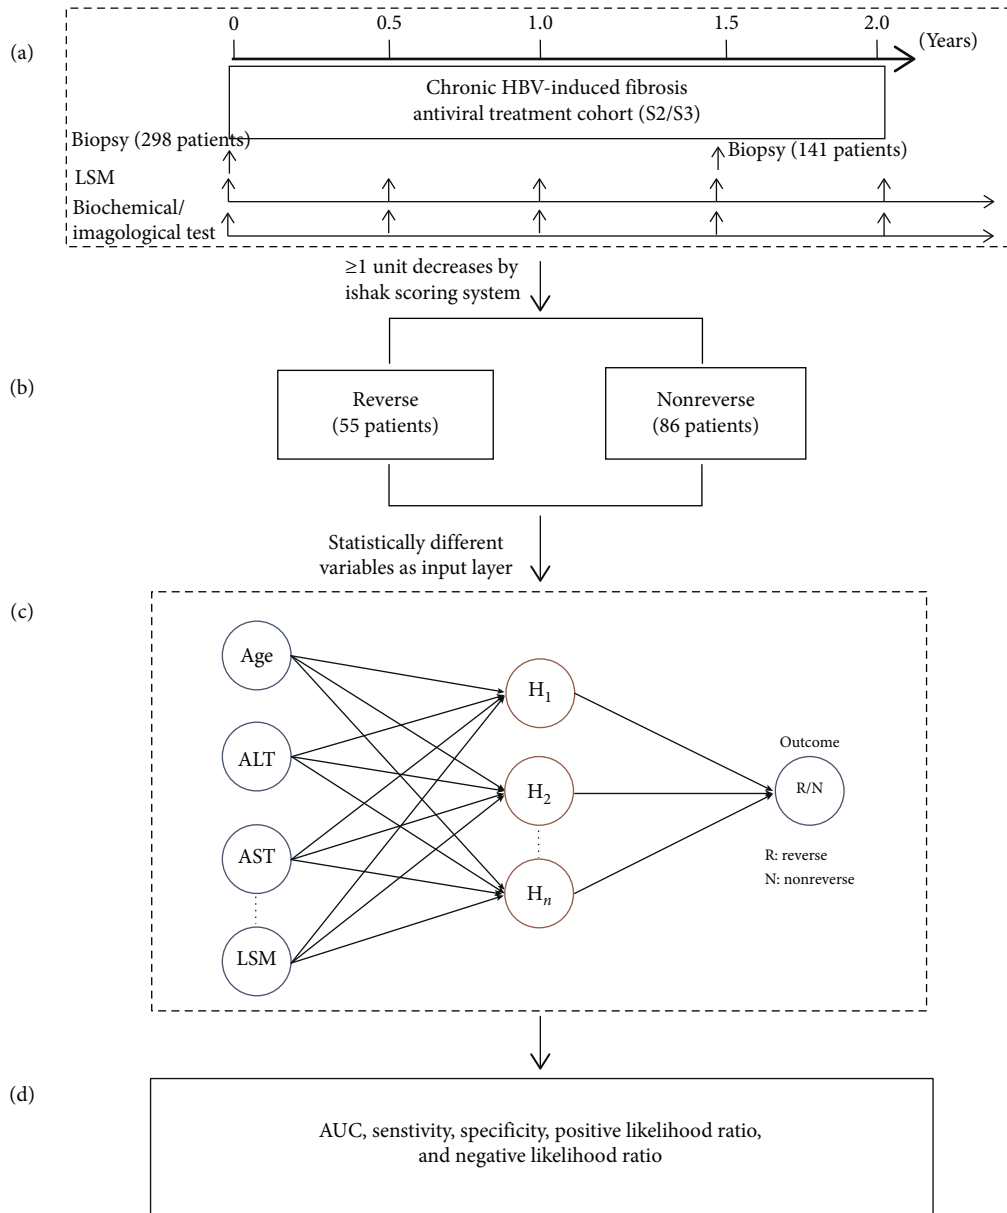 (a)
0 0.5 1.0 1.5 2.0
(Years)
Chronic HBV-induced fibrosis
antiviral treatment cohort (S2/S3)
Biopsy (298 patients)
Biopsy (141 patients)
LSM
Biochemical/
imagological test
≥1 unit decreases by
ishak scoring system
(b)
Reverse
(55 patients)
Nonreverse
(86 patients)
Statistically different
variables as input layer
(c)
Age
ALT
AST
LSM
H1
H2
Hn
Outcome
R/N
R: reverse
N: nonreverse
(d)
AUC, senstivity, specificity, positive likelihood ratio,
and negative likelihood ratio